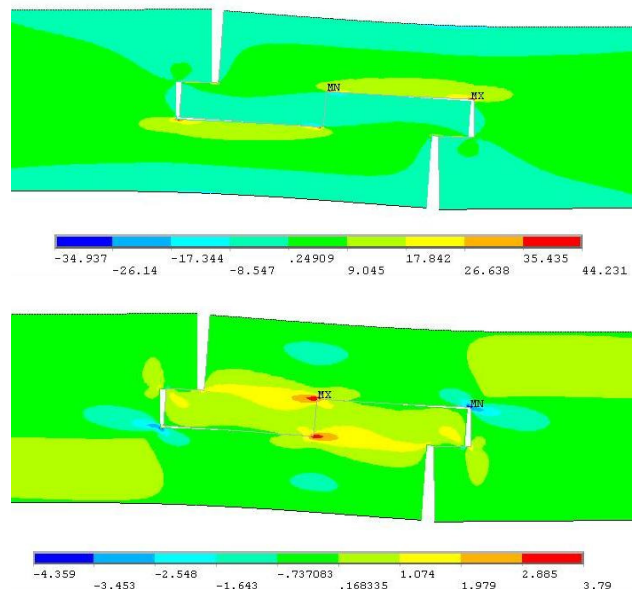 MN
MX
-34.937 -17.344 .24909 17.842 35.435
-26.14 -8.547 9.045 26.638 44.231
MX
MN
-4.359 -2.548 -.737083 1.074 2.885
-3.453 -1.643 .168335 1.979 3.79